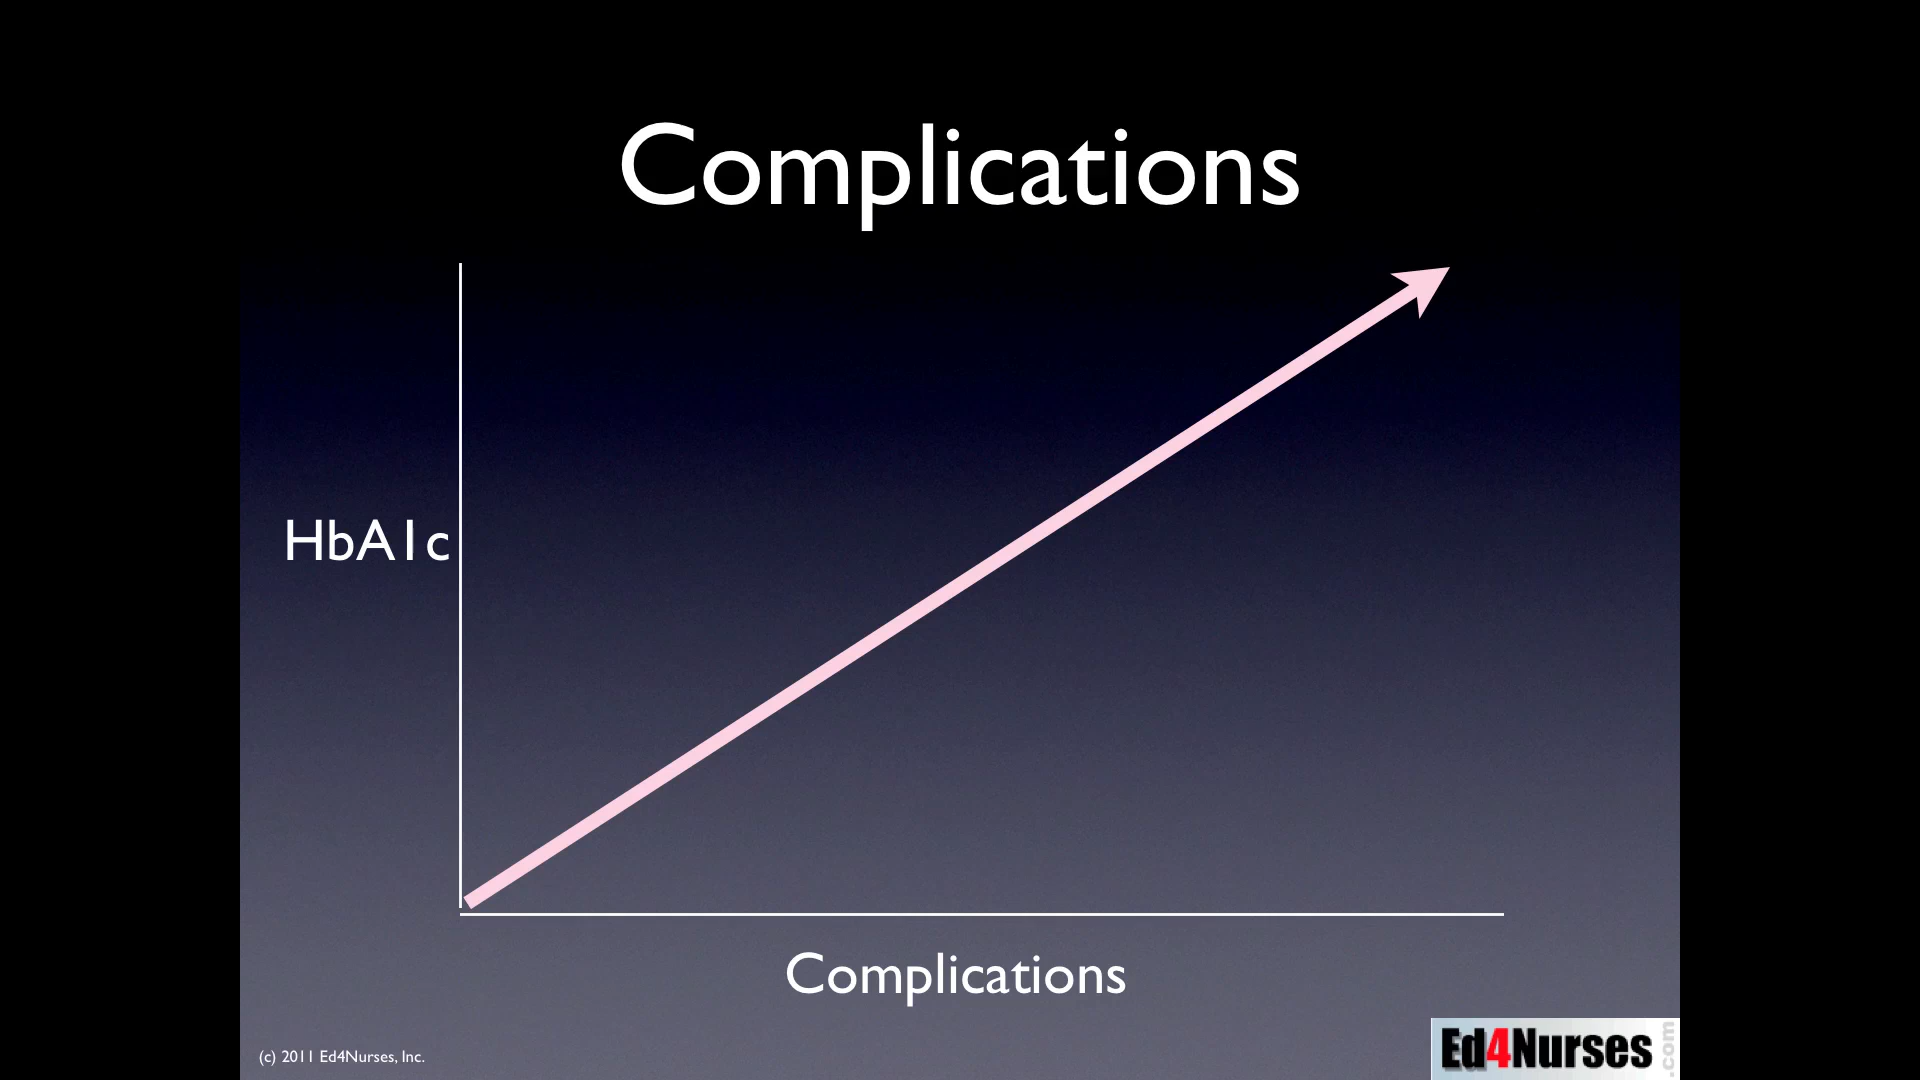 Complications
HbA1c
Complications
(c) 2011 Ed4Nurses, Inc.
Ed4Nurses.com